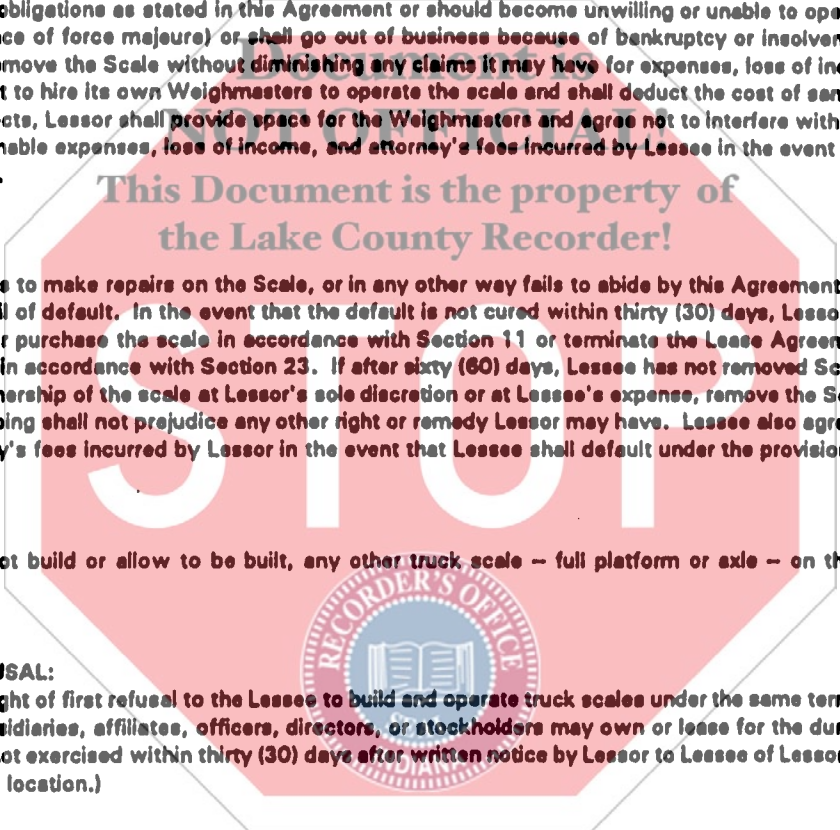 obligations as stated in this Agreement or should become unwilling or unable to ope
ce of force majeure) or shall go out of business because of bankruptcy or insolven
move the Scale without diminishing any claims it may have for expenses, loss of in
Document is
t to hire its own Weighmasters to operate the scale and shall deduct the cost of sam
cts, Lessor shall provide space for the Weighmasters and agree not to interfere with
NOT OFFICIAL!
nable expenses, loss of income, and attorney's fees incurred by Lessee in the event
This Document is the property of
the Lake County Recorder!
s to make repairs on the Scale, or in any other way fails to abide by this Agreement
il of default. In the event that the default is not cured within thirty (30) days, Lesso
r purchase the scale in accordance with Section 11 or terminate the Lease Agreem
in accordance with Section 23. If after sixty (60) days, Lessee has not removed Sc
nership of the scale at Lessor's sole discretion or at Lessee's expense, remove the Sc
oing shall not prejudice any other right or remedy Lessor may have. Lessee also agre
y's fees incurred by Lessor in the event that Lessee shall default under the provisio
STOP
ot build or allow to be built, any other truck scale – full platform or axle – on th
RECORDER'S OFFICE
USAL:
ght of first refusal to the Lessee to build and operate truck scales under the same term
sidiaries, affiliates, officers, directors, or stockholders may own or lease for the dur
ot exercised within thirty (30) days after written notice by Lessor to Lessee of Lessor
INDIANA
location.)